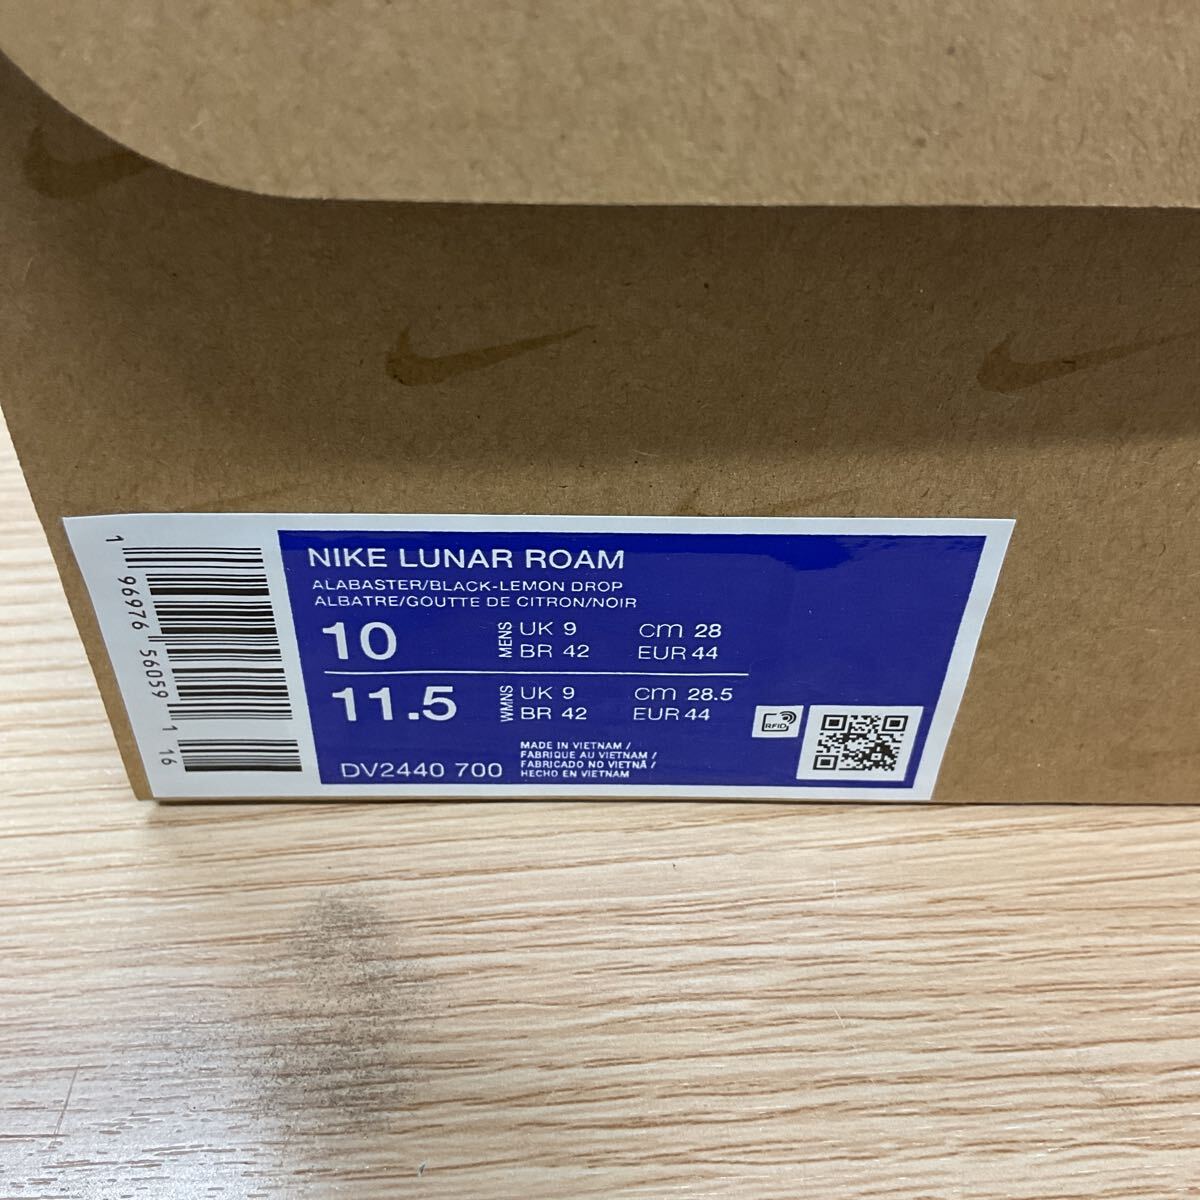 NIKE LUNAR ROAM
ALABASTER/BLACK-LEMON DROP
ALBATRE/GOUTTE DE CITRON/NOIR
10 MENS UK 9 cm 28
BR 42 EUR 44
11.5 WMNS UK 9 cm 28.5
BR 42 EUR 44
RFID
DV2440 700
MADE IN VIETNAM /
FABRIQUE AU VIETNAM /
FABRICADO NO VIETNÃ /
HECHO EN VIETNAM
1 96976 56059 1 16